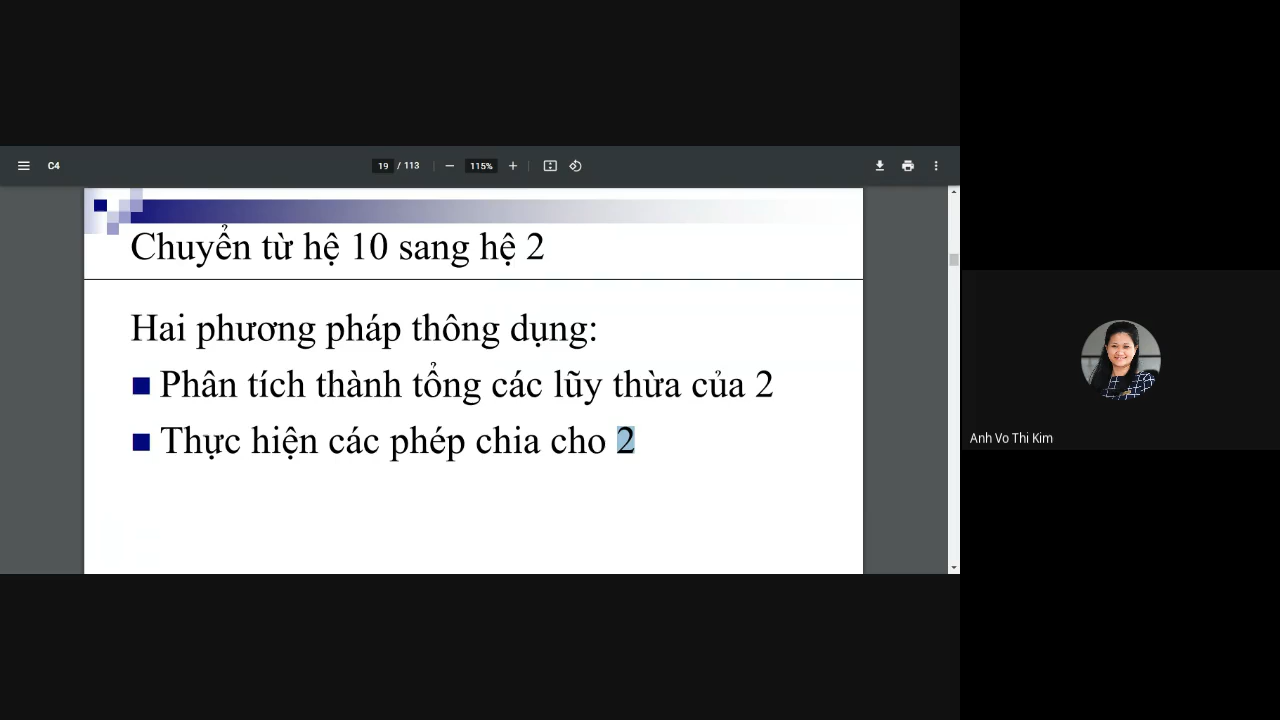 C4
19 / 113
115%
Chuyển từ hệ 10 sang hệ 2
Hai phương pháp thông dụng:
Phân tích thành tổng các lũy thừa của 2
Thực hiện các phép chia cho 2
Anh Vo Thi Kim